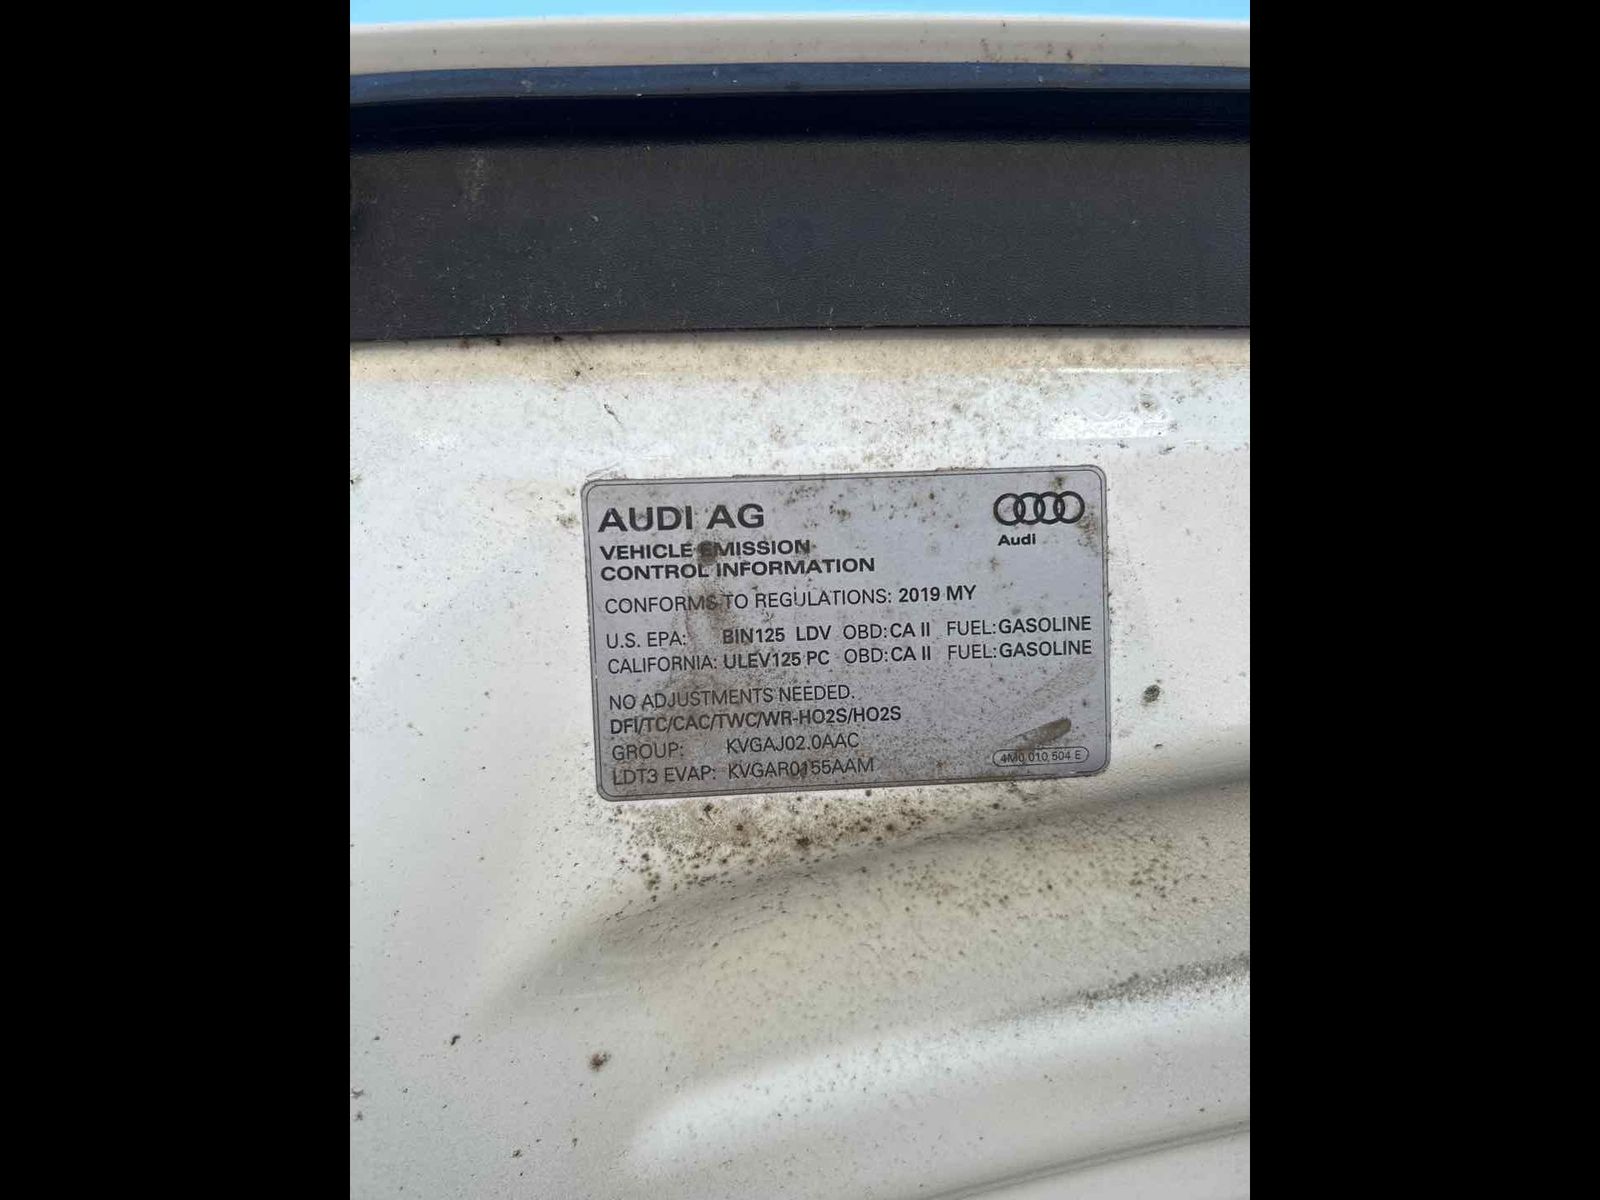 AUDI AG
Audi
VEHICLE EMISSION
CONTROL INFORMATION
CONFORMS TO REGULATIONS: 2019 MY
U.S. EPA: BIN125 LDV OBD: CA II FUEL: GASOLINE
CALIFORNIA: ULEV125 PC OBD: CA II FUEL: GASOLINE
NO ADJUSTMENTS NEEDED.
DFI/TC/CAC/TWC/WR-HO2S/HO2S
GROUP: KVGAJ02.0AAC
LDT3 EVAP: KVGAR0155AAM
4M0 010 504 E